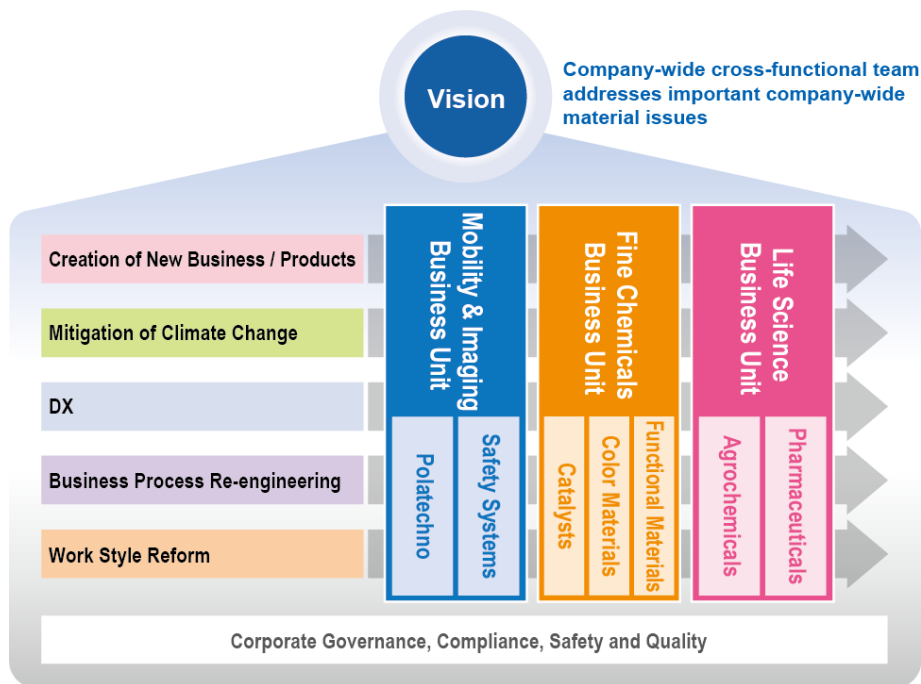 Vision
Company-wide cross-functional team
addresses important company-wide
material issues
Creation of New Business / Products
Mitigation of Climate Change
DX
Business Process Re-engineering
Work Style Reform
Mobility & Imaging
Business Unit
Polatechno
Safety Systems
Fine Chemicals
Business Unit
Catalysts
Color Materials
Functional Materials
Life Science
Business Unit
Agrochemicals
Pharmaceuticals
Corporate Governance, Compliance, Safety and Quality